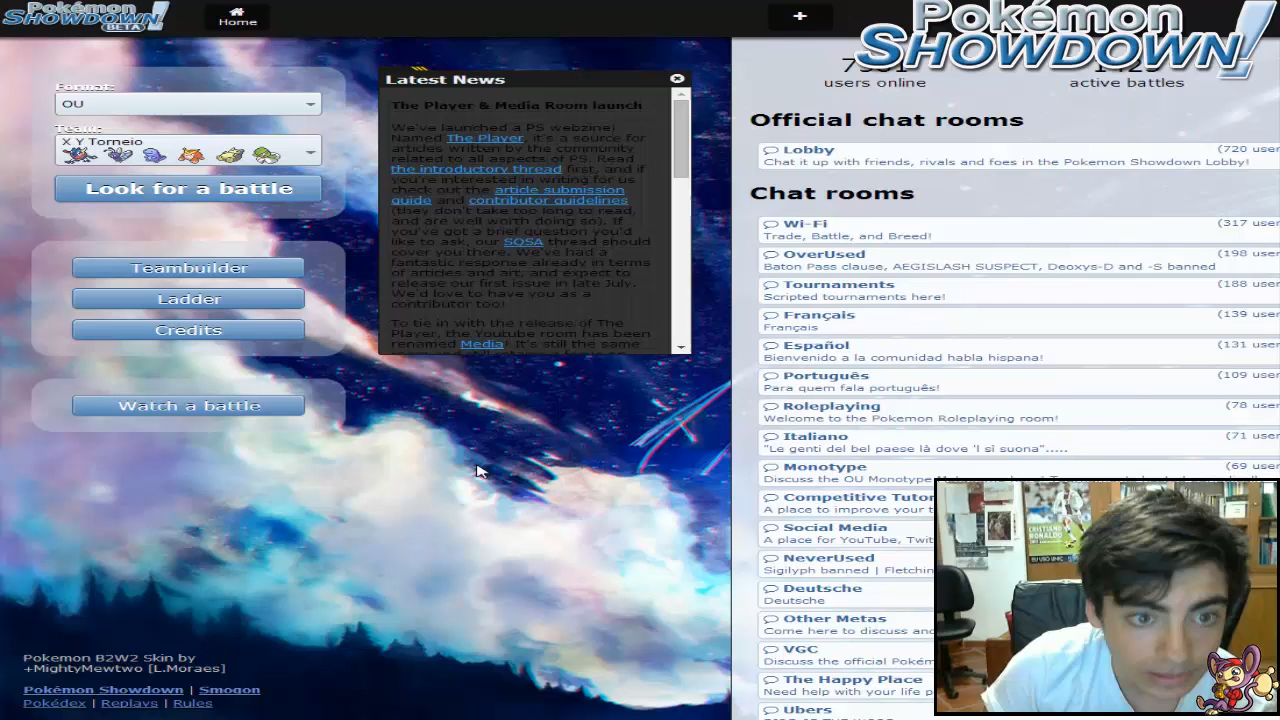 Pokémon
SHOWDOWN!
BETA
Home
+
Pokémon
SHOWDOWN!
Format:
OU
Team:
X Y Torneio
Look for a battle
Teambuilder
Ladder
Credits
Watch a battle
Latest News
The Player & Media Room launch
We've launched a PS webzine!
Named The Player, it's a source for
articles written by the community
related to all aspects of PS. Read
the introductory thread first, and if
you're interested in writing for us
check out the article submission
guide and contributor guidelines
(they don't take too long to read,
and are well worth doing so). If
you've got a brief question you'd
like to ask, our SQSA thread should
cover you there. We've had a
fantastic response already in terms
of articles and art, and expect to
release our first issue in late July.
We'd love to have you as a
contributor too!
To tie in with the release of The
Player, the Youtube room has been
renamed Media! It's still the same
users online
active battles
Official chat rooms
Lobby (720 user
Chat it up with friends, rivals and foes in the Pokemon Showdown Lobby!
Chat rooms
Wi-Fi (317 user
Trade, Battle, and Breed!
OverUsed (198 user
Baton Pass clause, AEGISLASH SUSPECT, Deoxys-D and -S banned
Tournaments (188 user
Scripted tournaments here!
Français (139 user
Français
Español (131 user
Bienvenido a la comunidad habla hispana!
Português (109 user
Para quem fala português!
Roleplaying (78 user
Welcome to the Pokemon Roleplaying room!
Italiano (71 user
"Le genti del bel paese là dove 'l sì suona".....
Monotype (69 user
Discuss the OU Monotype
Competitive Tutor
A place to improve your t
Social Media
A place for YouTube, Twit
NeverUsed
Sigilyph banned | Fletchin
Deutsche
Deutsche
Other Metas
Come here to discuss and
VGC
Discuss the official Pokém
The Happy Place
Need help with your life p
Ubers
CRISTIANO
RONALDO
Pokemon B2W2 Skin by
+MightyMewtwo [L.Moraes]
Pokémon Showdown | Smogon
Pokédex | Replays | Rules